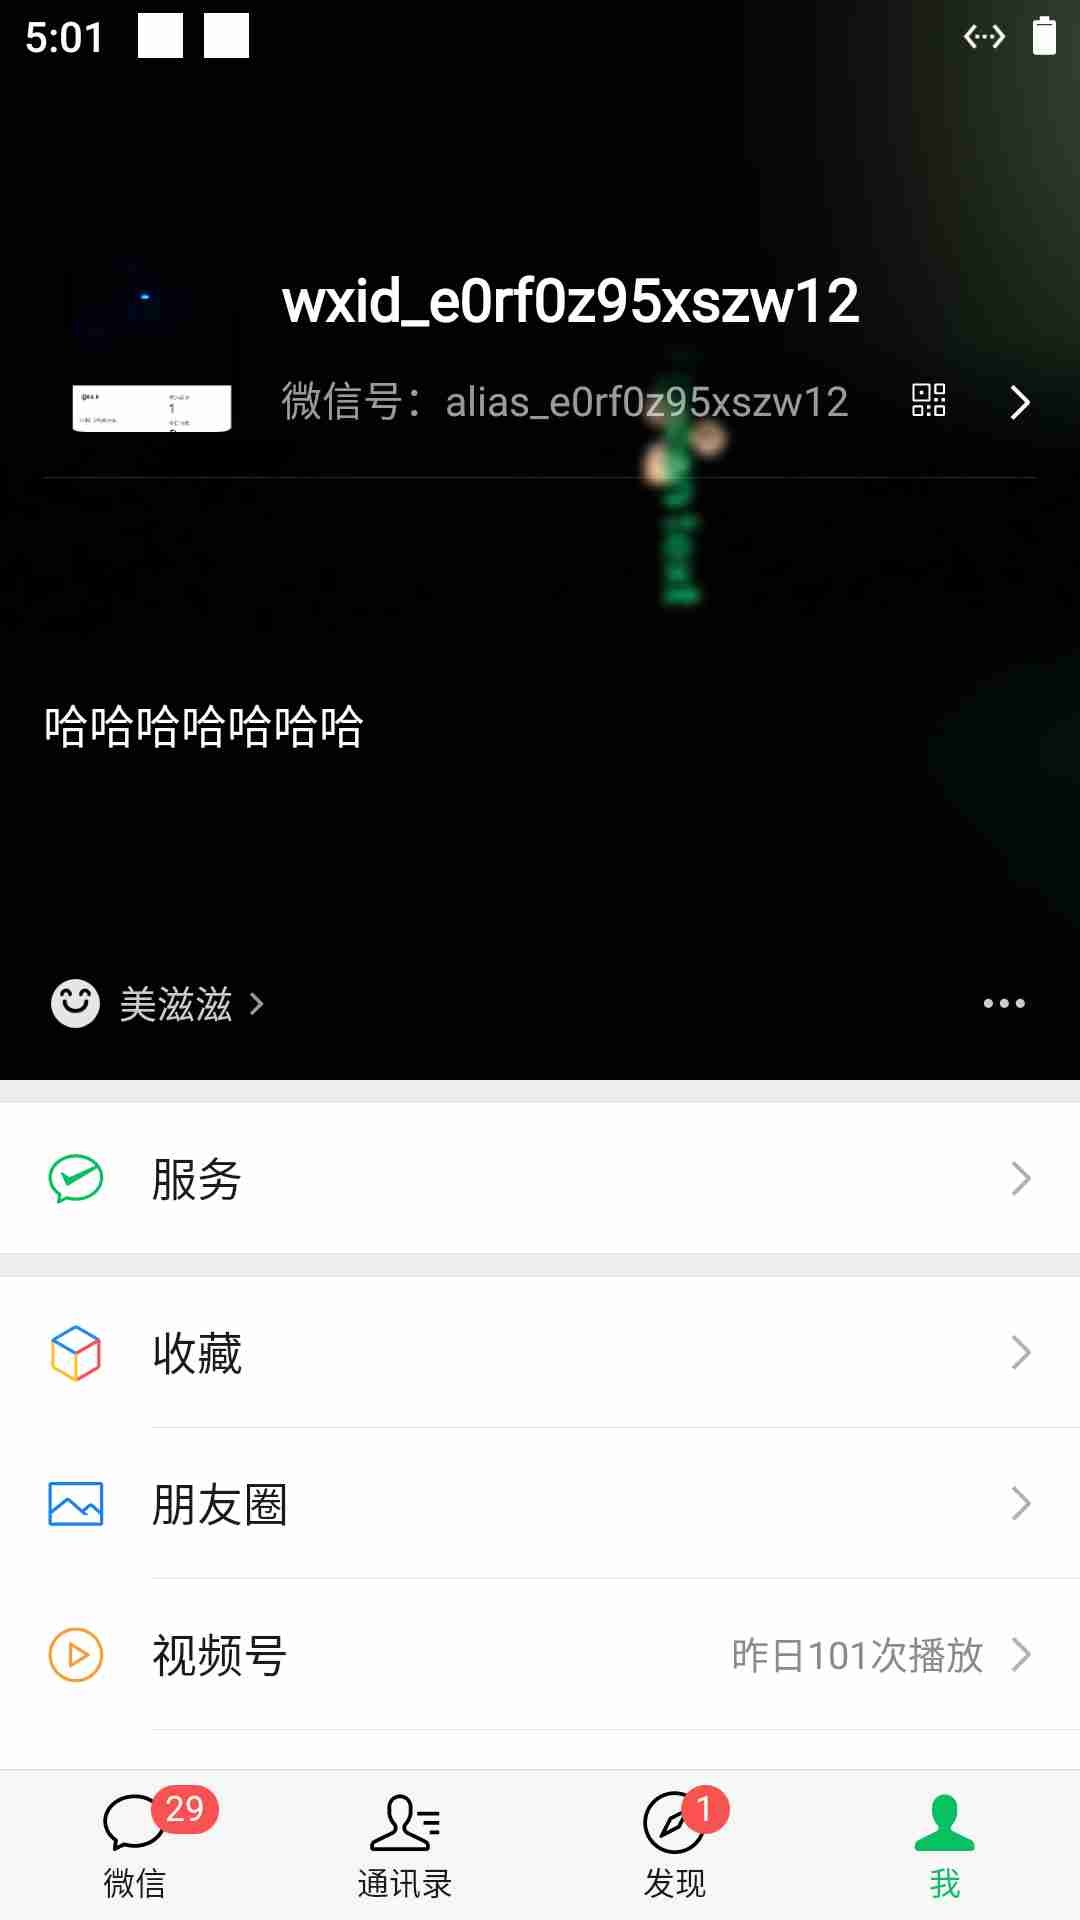 5:01
wxid_e0rf0z95xszw12
微信号：alias_e0rf0z95xszw12
哈哈哈哈哈哈哈
美滋滋
服务
收藏
朋友圈
视频号 昨日101次播放
29 1
微信 通讯录 发现 我